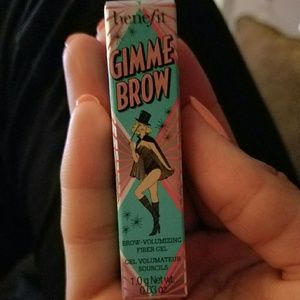 benefit
GIMME
BROW
BROW-VOLUMIZING
FIBER GEL
GEL VOLUMATEUR
SOURCILS
1.0 g Net wt.
0.03 oz